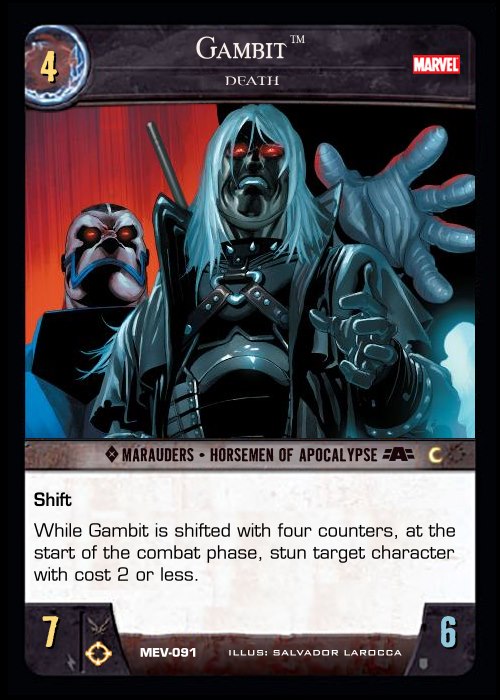 4
GAMBIT™
DEATH
MARVEL
MARAUDERS • HORSEMEN OF APOCALYPSE A C
Shift
While Gambit is shifted with four counters, at the
start of the combat phase, stun target character
with cost 2 or less.
7
MEV-091 ILLUS: SALVADOR LAROCCA
6